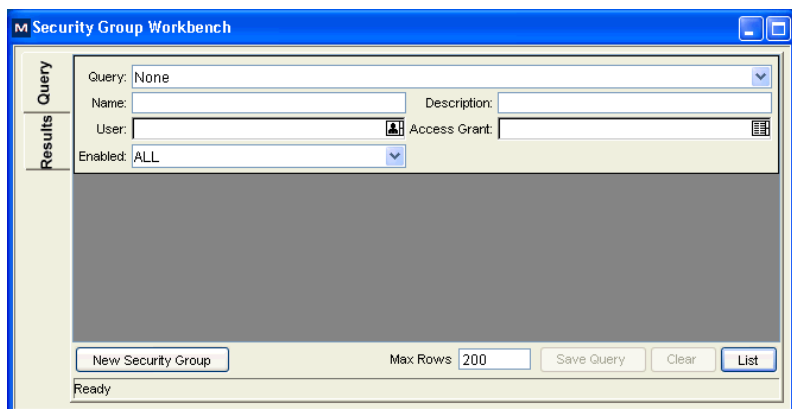 M Security Group Workbench
Query
Results
Query: None
Name: Description:
User: Access Grant:
Enabled: ALL
New Security Group Max Rows 200 Save Query Clear List
Ready